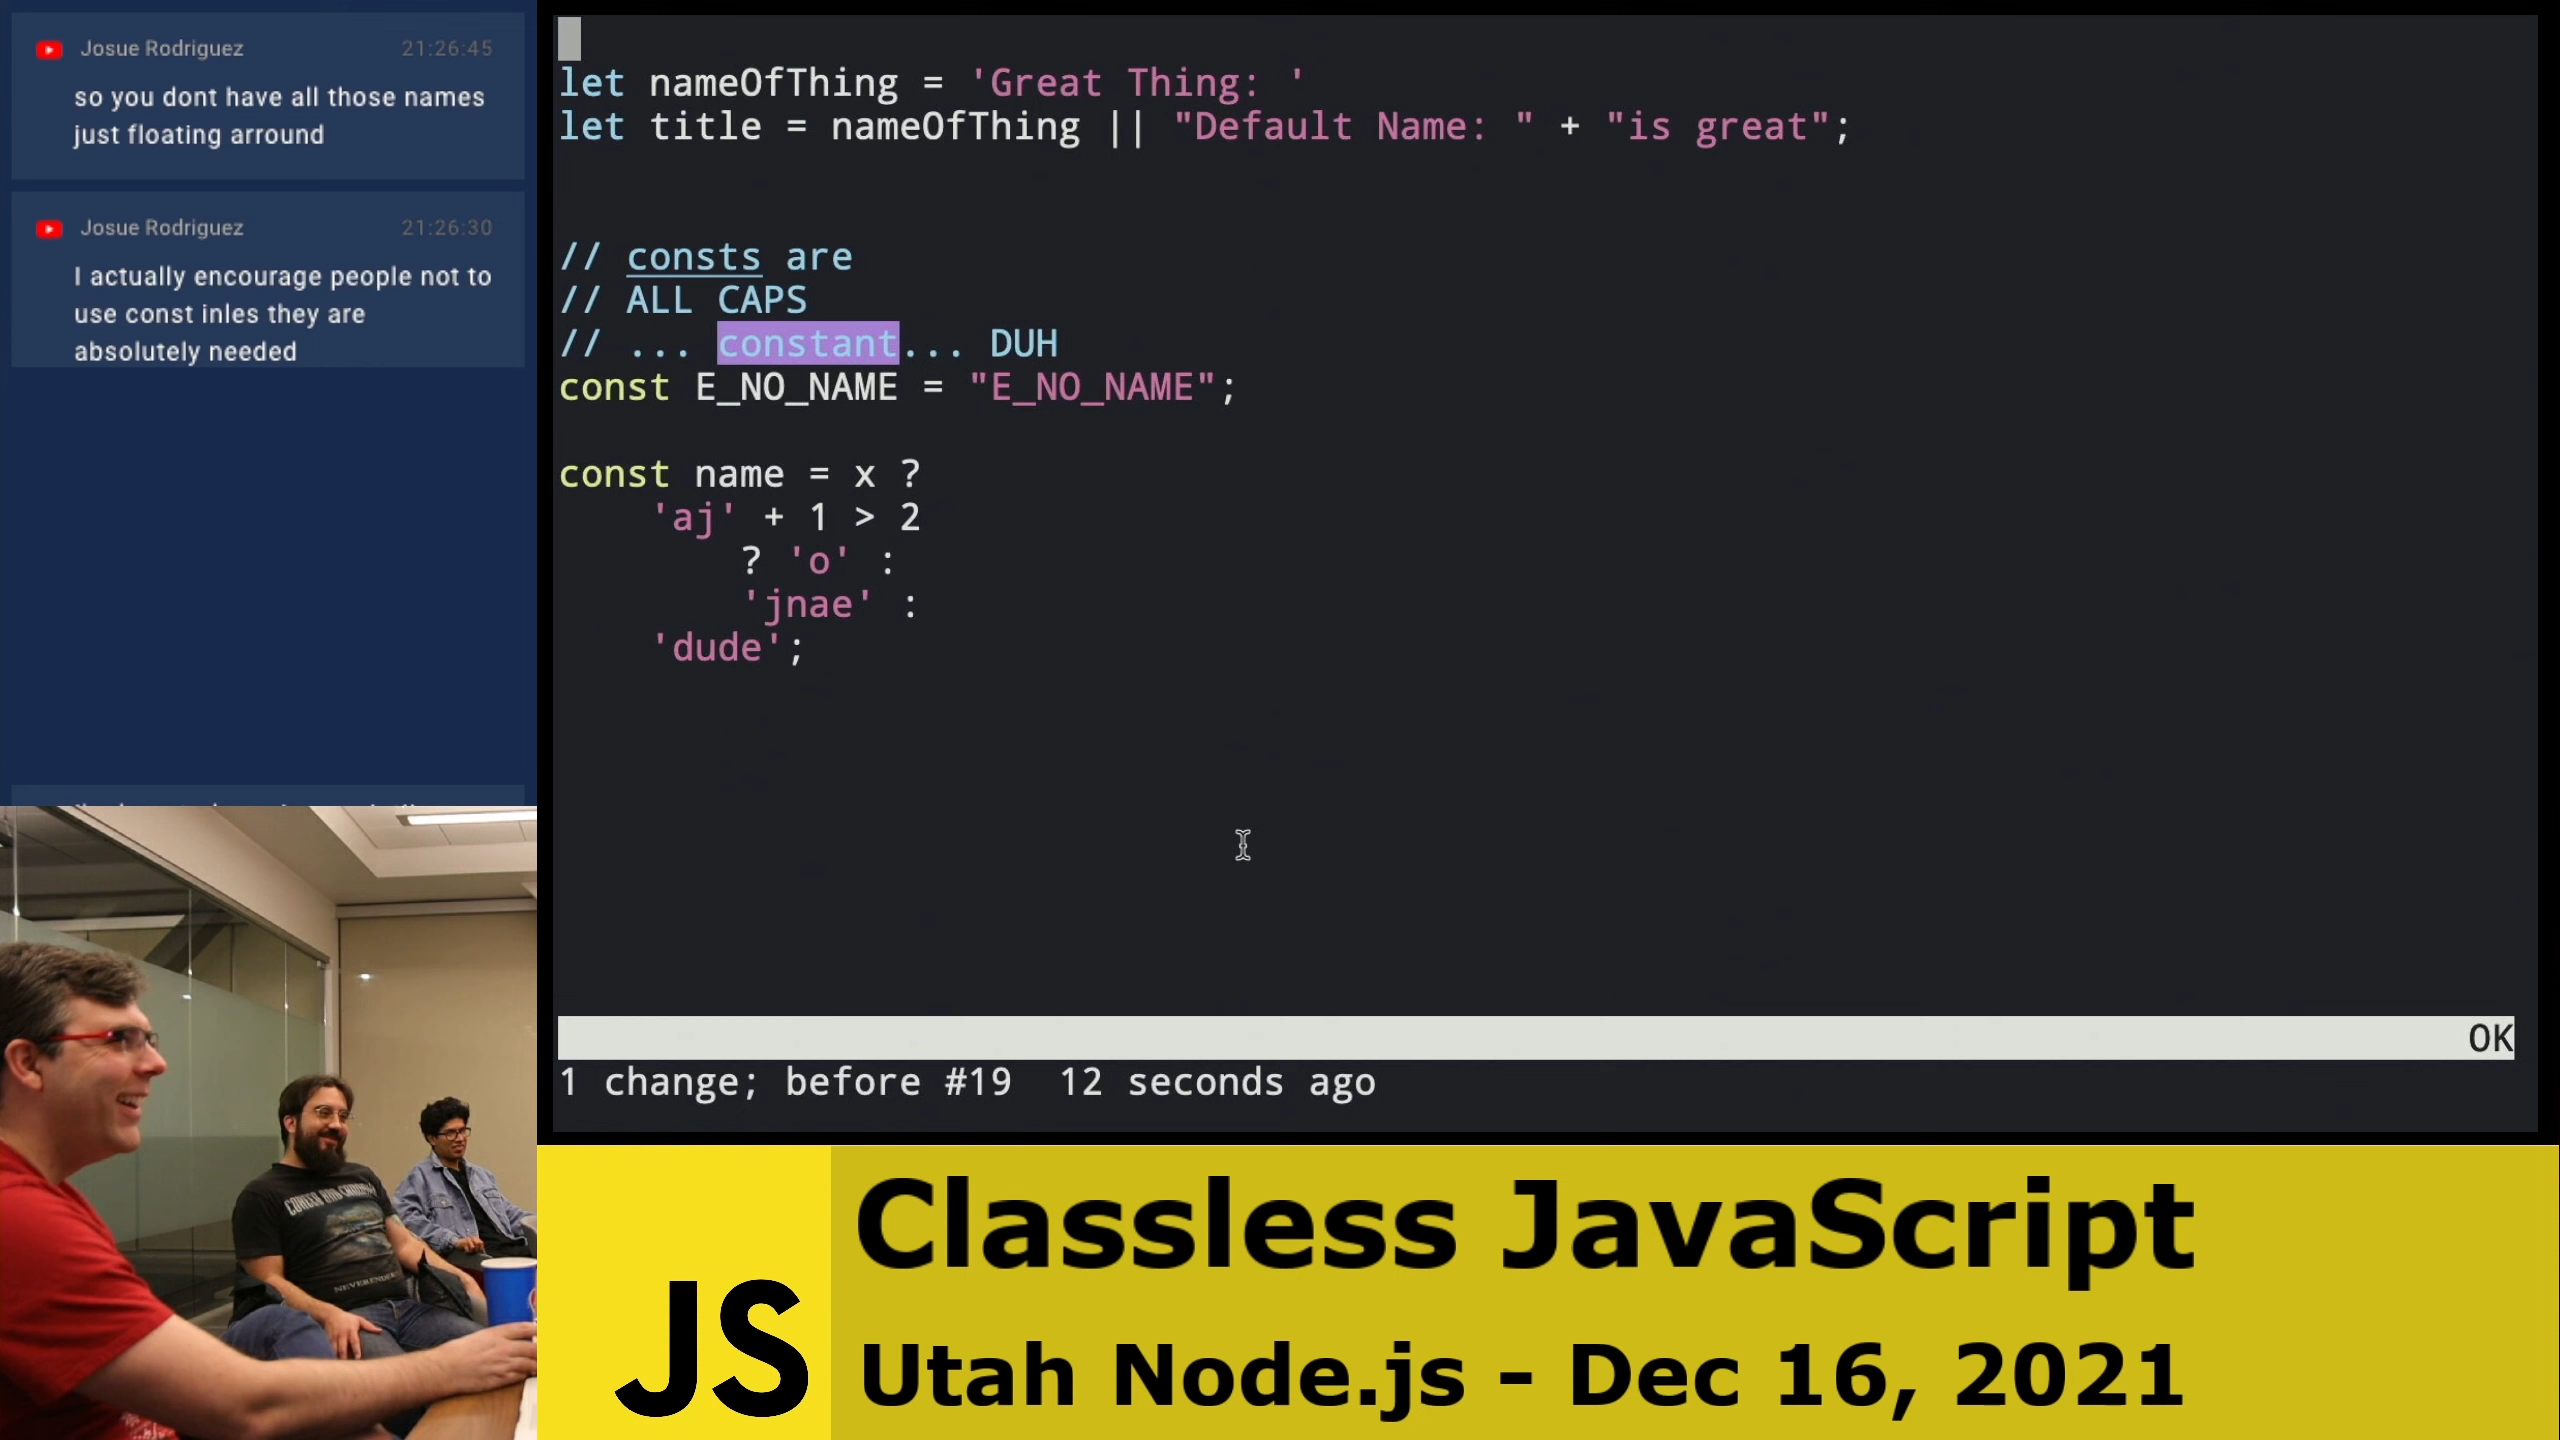 Josue Rodriguez 21:26:45
so you dont have all those names
just floating arround
Josue Rodriguez 21:26:30
I actually encourage people not to
use const inles they are
absolutely needed
let nameOfThing = 'Great Thing: '
let title = nameOfThing || "Default Name: " + "is great";
// consts are
// ALL CAPS
// ... constant... DUH
const E_NO_NAME = "E_NO_NAME";
const name = x ?
'aj' + 1 > 2
? 'o' :
'jnae' :
'dude';
OK
1 change; before #19 12 seconds ago
NEVERENDER
JS
Classless JavaScript
Utah Node.js - Dec 16, 2021